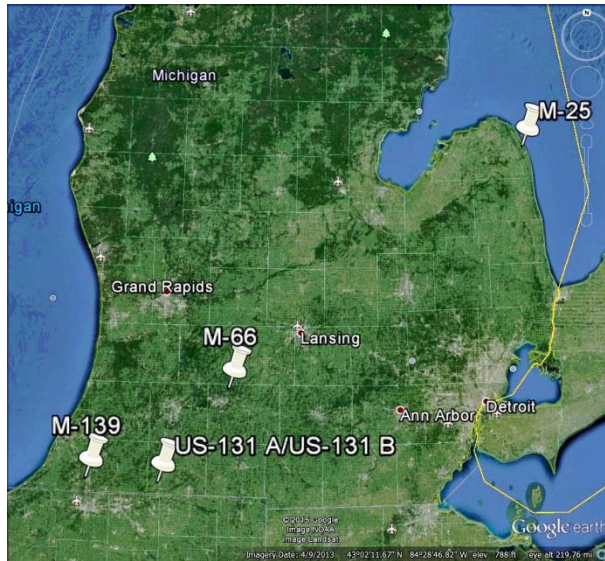 N
Michigan
M-25
igan
Grand Rapids
M-66
Lansing
M-139
US-131 A/US-131 B
Ann Arbor
Detroit
© 2015 Google
Image NOAA
Image Landsat
Google earth
Imagery Date: 4/9/2013 43°02'11.67" N 84°28'46.82" W elev 788 ft eye alt 219.76 mi